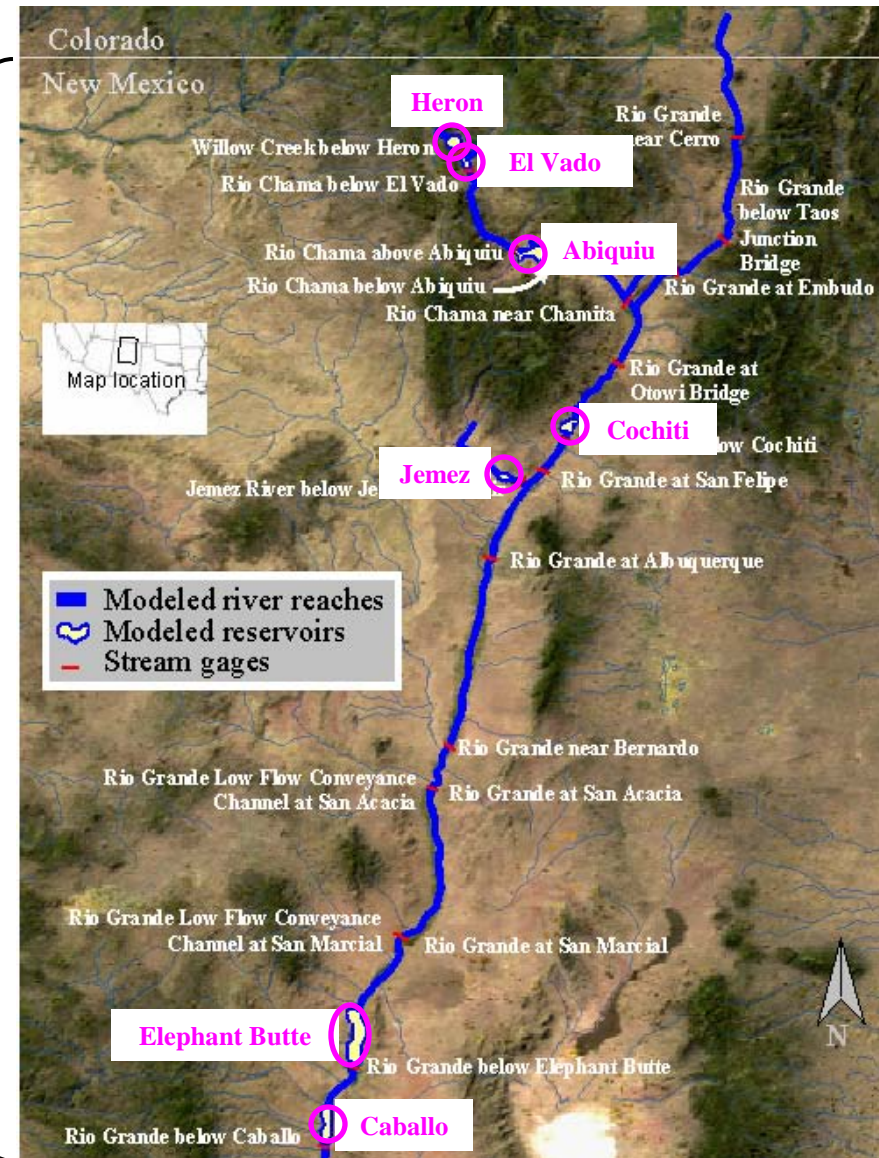 Colorado
New Mexico
Heron
Rio Grande
near Cerro
Willow Creek below Heron
El Vado
Rio Chama below El Vado
Rio Grande
below Taos
Junction
Bridge
Rio Chama above Abiquiu
Abiquiu
Rio Chama below Abiquiu
Rio Grande at Embudo
Rio Chama near Chamita
Map location
Rio Grande at
Otowi Bridge
Cochiti
Cochiti
Jemez
Rio Grande at San Felipe
Jemez River below
Rio Grande at Albuquerque
Modeled river reaches
Modeled reservoirs
Stream gages
Rio Grande near Bernardo
Rio Grande Low Flow Conveyance
Channel at San Acacia
Rio Grande at San Acacia
Rio Grande Low Flow Conveyance
Channel at San Marcial
Rio Grande at San Marcial
Elephant Butte
N
Rio Grande below Elephant Butte
Caballo
Rio Grande below Caballo